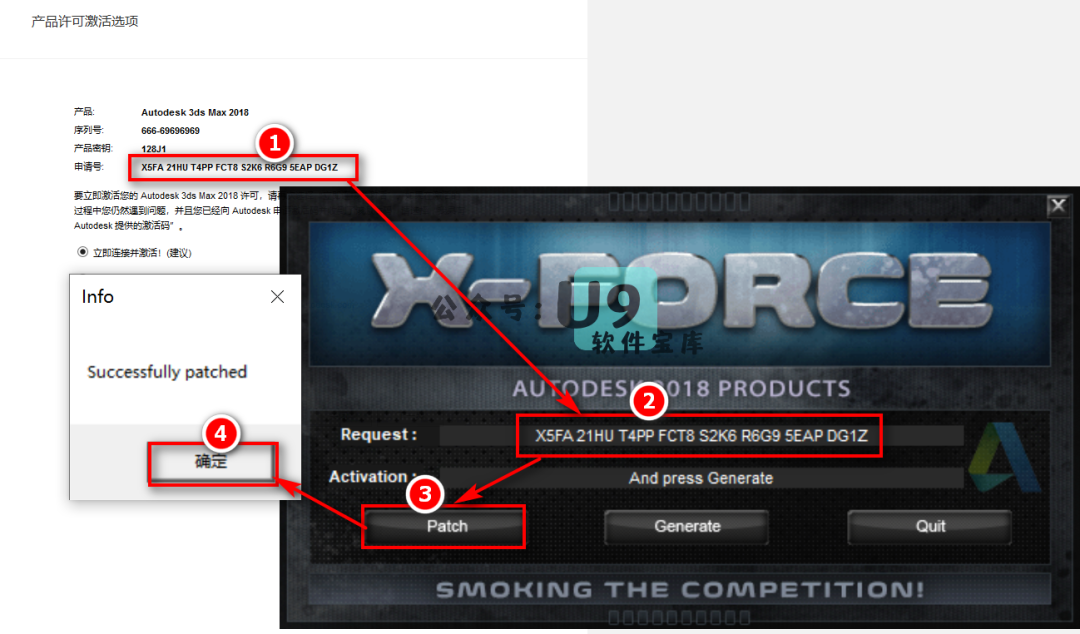 产品许可激活选项
产品: Autodesk 3ds Max 2018
序列号: 666-69696969
产品密钥: 128J1
申请号: X5FA 21HU T4PP FCT8 S2K6 R6G9 5EAP DG1Z
1
要立即激活您的 Autodesk 3ds Max 2018 许可，请
过程中您仍然遇到问题，并且您已经向 Autodesk 申
Autodesk 提供的激活码”。
立即连接并激活! (建议)
Info
Successfully patched
4
确定
X-FORCE
公众号: U9
软件宝库
AUTODESK 2018 PRODUCTS
2
Request : X5FA 21HU T4PP FCT8 S2K6 R6G9 5EAP DG1Z
Activation : And press Generate
3
Patch Generate Quit
SMOKING THE COMPETITION!